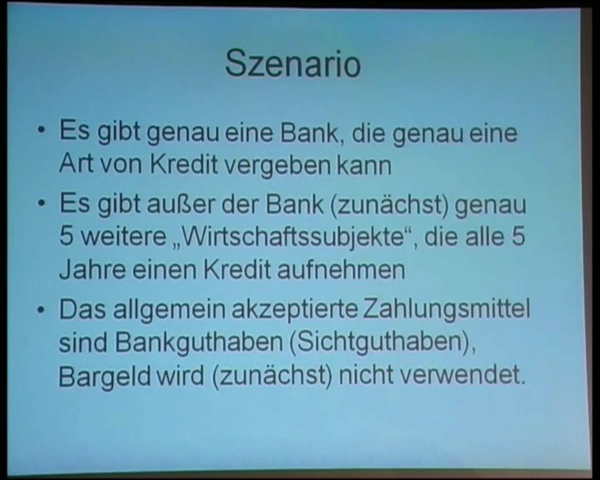 Szenario
• Es gibt genau eine Bank, die genau eine
Art von Kredit vergeben kann
• Es gibt außer der Bank (zunächst) genau
5 weitere „Wirtschaftssubjekte“, die alle 5
Jahre einen Kredit aufnehmen
• Das allgemein akzeptierte Zahlungsmittel
sind Bankguthaben (Sichtguthaben),
Bargeld wird (zunächst) nicht verwendet.